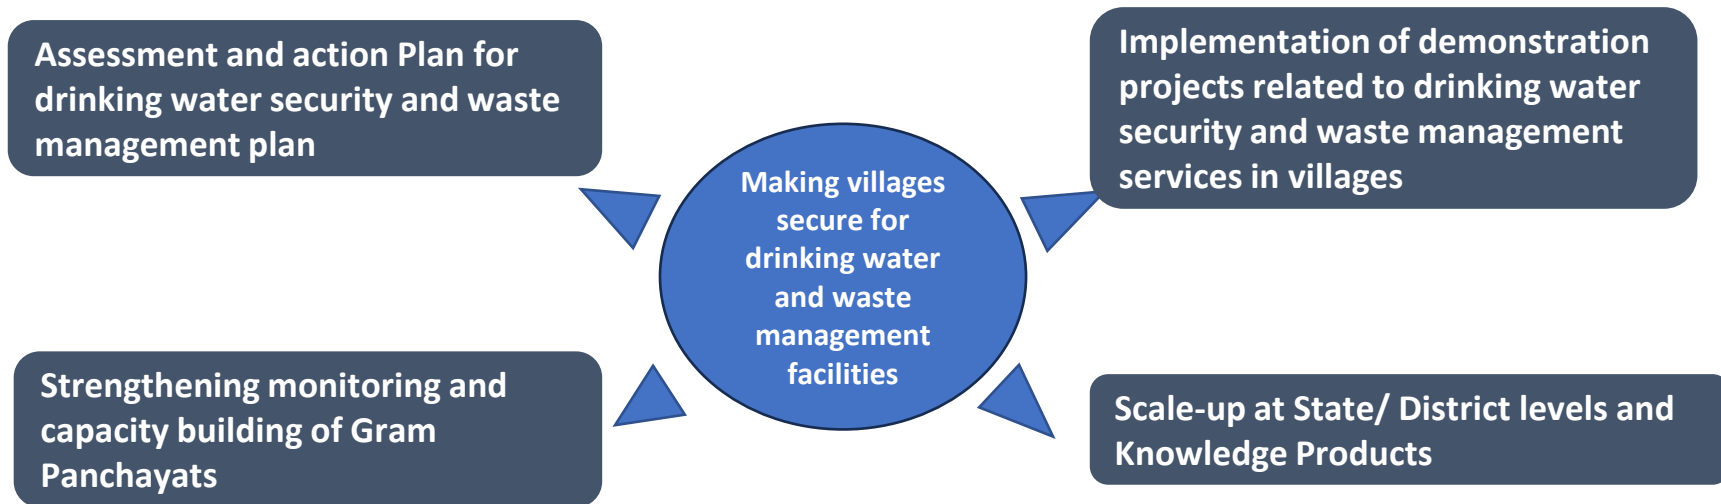 Assessment and action Plan for
drinking water security and waste
management plan
Implementation of demonstration
projects related to drinking water
security and waste management
services in villages
Making villages
secure for
drinking water
and waste
management
facilities
Strengthening monitoring and
capacity building of Gram
Panchayats
Scale-up at State/ District levels and
Knowledge Products